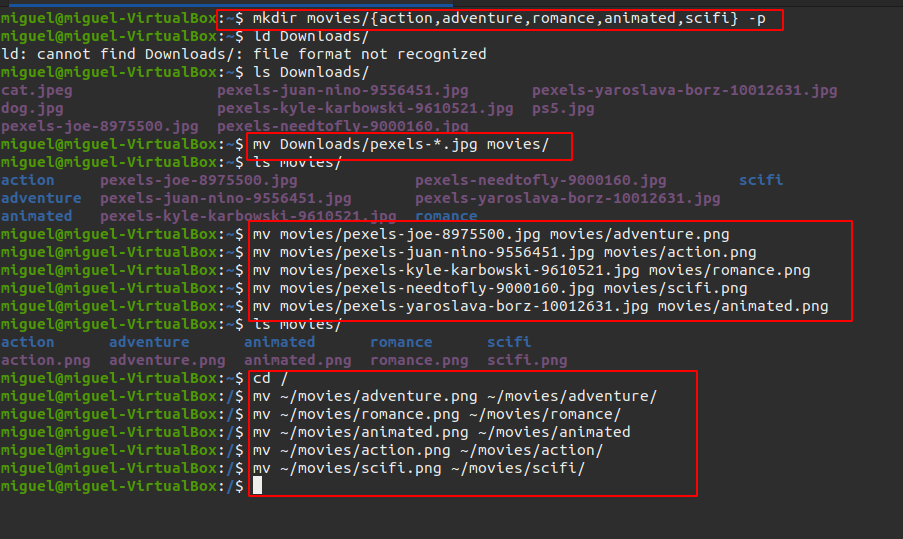 miguel@miguel-VirtualBox:~$ mkdir movies/{action,adventure,romance,animated,scifi} -p
miguel@miguel-VirtualBox:~$ ld Downloads/
ld: cannot find Downloads/: file format not recognized
miguel@miguel-VirtualBox:~$ ls Downloads/
cat.jpeg pexels-juan-nino-9556451.jpg pexels-yaroslava-borz-10012631.jpg
dog.jpg pexels-kyle-karbowski-9610521.jpg ps5.jpg
pexels-joe-8975500.jpg pexels-needtofly-9000160.jpg
miguel@miguel-VirtualBox:~$ mv Downloads/pexels-*.jpg movies/
miguel@miguel-VirtualBox:~$ ls movies/
action pexels-joe-8975500.jpg pexels-needtofly-9000160.jpg scifi
adventure pexels-juan-nino-9556451.jpg pexels-yaroslava-borz-10012631.jpg
animated pexels-kyle-karbowski-9610521.jpg romance
miguel@miguel-VirtualBox:~$ mv movies/pexels-joe-8975500.jpg movies/adventure.png
miguel@miguel-VirtualBox:~$ mv movies/pexels-juan-nino-9556451.jpg movies/action.png
miguel@miguel-VirtualBox:~$ mv movies/pexels-kyle-karbowski-9610521.jpg movies/romance.png
miguel@miguel-VirtualBox:~$ mv movies/pexels-needtofly-9000160.jpg movies/scifi.png
miguel@miguel-VirtualBox:~$ mv movies/pexels-yaroslava-borz-10012631.jpg movies/animated.png
miguel@miguel-VirtualBox:~$ ls movies/
action adventure animated romance scifi
action.png adventure.png animated.png romance.png scifi.png
miguel@miguel-VirtualBox:~$ cd /
miguel@miguel-VirtualBox:/$ mv ~/movies/adventure.png ~/movies/adventure/
miguel@miguel-VirtualBox:/$ mv ~/movies/romance.png ~/movies/romance/
miguel@miguel-VirtualBox:/$ mv ~/movies/animated.png ~/movies/animated
miguel@miguel-VirtualBox:/$ mv ~/movies/action.png ~/movies/action/
miguel@miguel-VirtualBox:/$ mv ~/movies/scifi.png ~/movies/scifi/
miguel@miguel-VirtualBox:/$